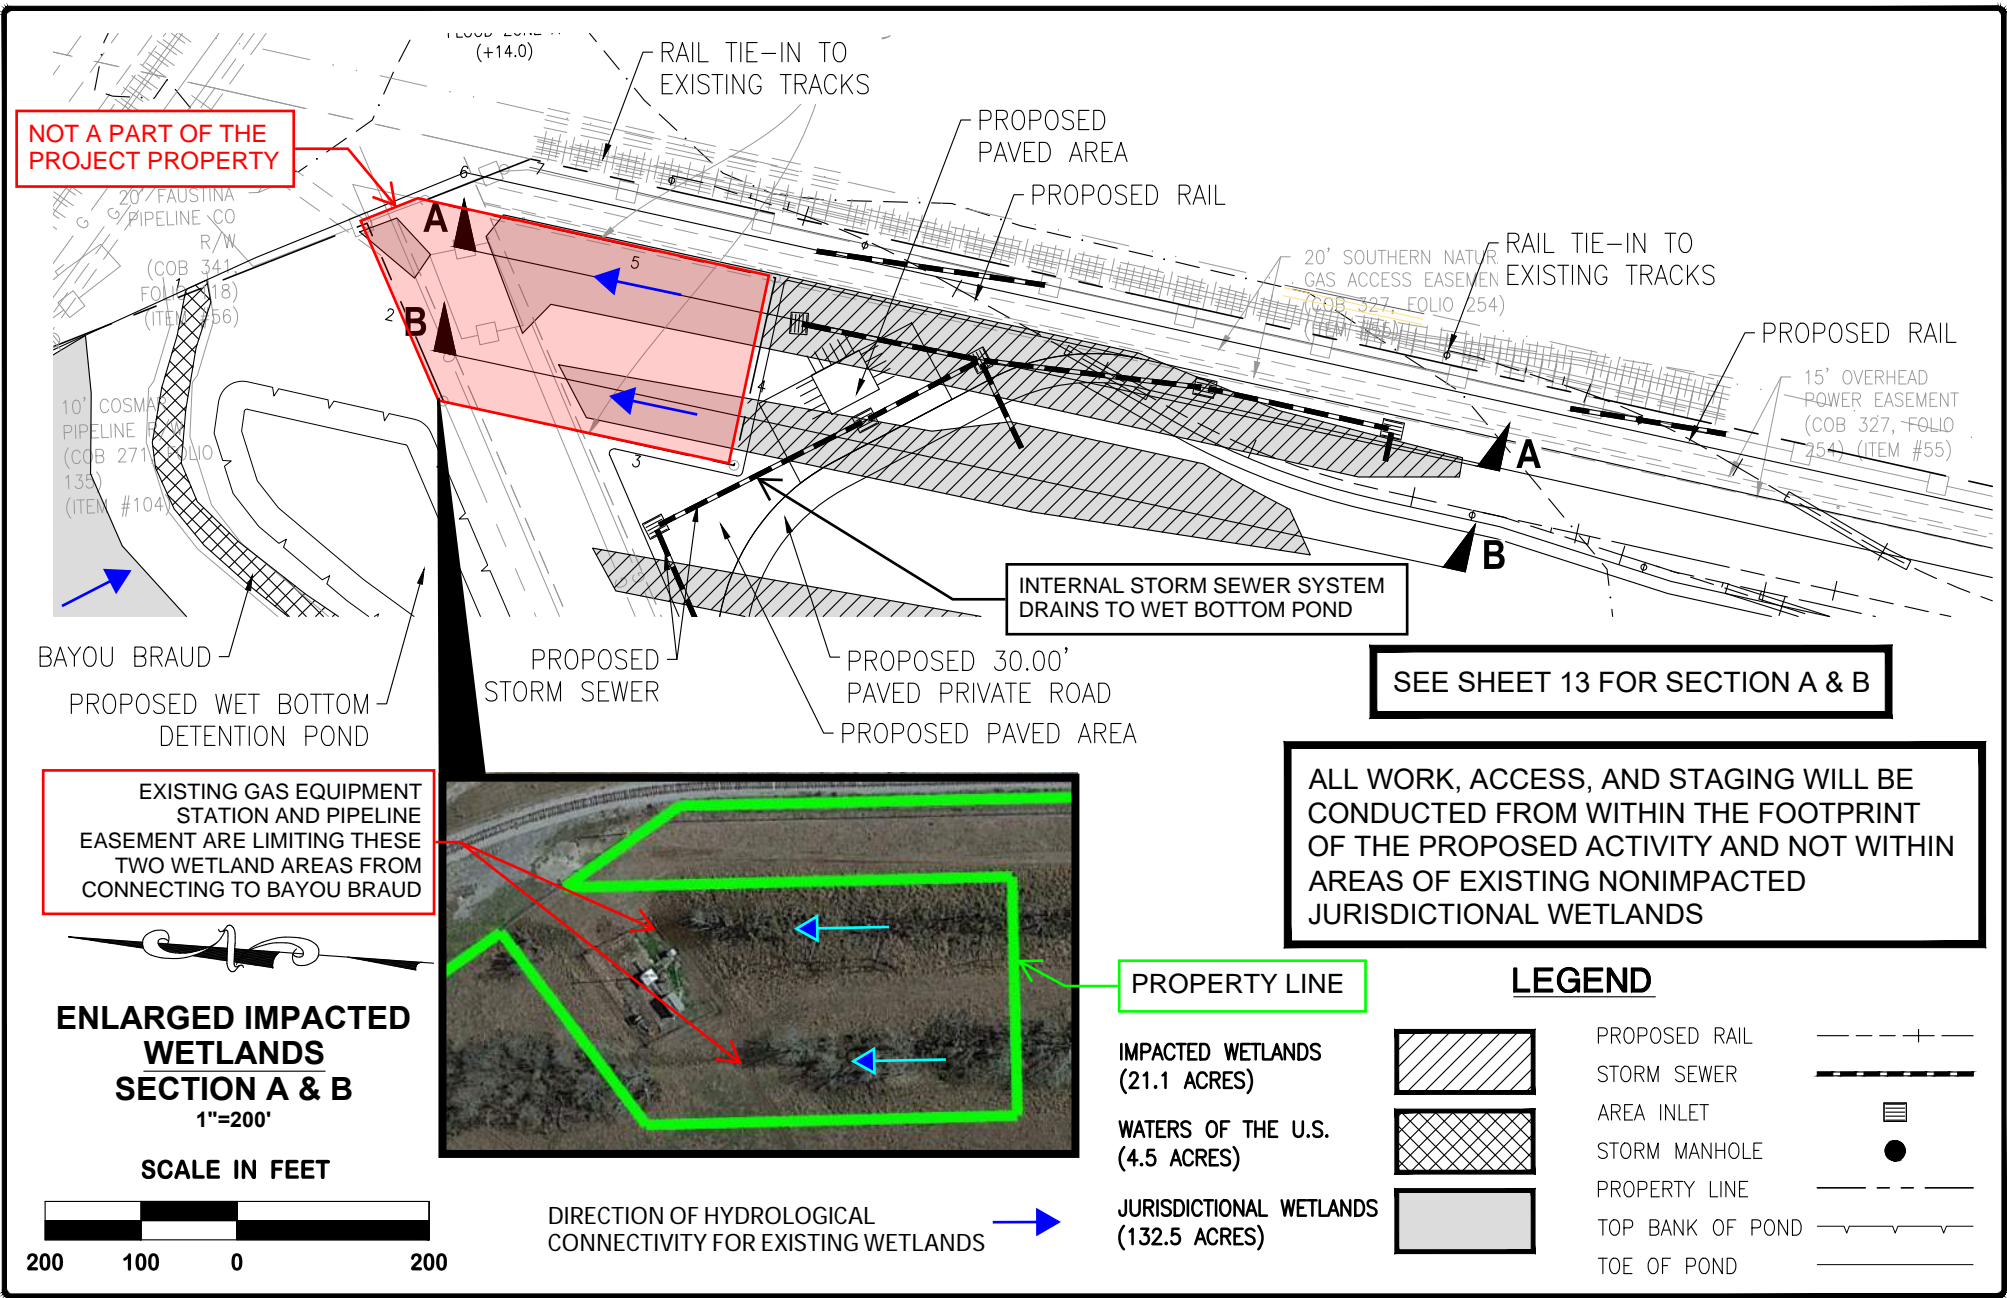 (+14.0)
RAIL TIE-IN TO
EXISTING TRACKS
NOT A PART OF THE
PROJECT PROPERTY
PROPOSED
PAVED AREA
PROPOSED RAIL
20' FAUSTINA
PIPELINE CO
R/W
(COB 341
(ITEM #56)
A
B
1
2
3
4
5
6
7
G
G
20' SOUTHERN NATUR
GAS ACCESS EASEMEN
(COB 327, FOLIO 254)
RAIL TIE-IN TO
EXISTING TRACKS
PROPOSED RAIL
15' OVERHEAD
POWER EASEMENT
(COB 327, FOLIO
254) (ITEM #55)
10' COSMAR
PIPELINE
(COB 271, FOLIO
135)
(ITEM #104)
A
B
INTERNAL STORM SEWER SYSTEM
DRAINS TO WET BOTTOM POND
BAYOU BRAUD
PROPOSED WET BOTTOM
DETENTION POND
PROPOSED
STORM SEWER
PROPOSED 30.00'
PAVED PRIVATE ROAD
PROPOSED PAVED AREA
SEE SHEET 13 FOR SECTION A & B
EXISTING GAS EQUIPMENT
STATION AND PIPELINE
EASEMENT ARE LIMITING THESE
TWO WETLAND AREAS FROM
CONNECTING TO BAYOU BRAUD
ALL WORK, ACCESS, AND STAGING WILL BE
CONDUCTED FROM WITHIN THE FOOTPRINT
OF THE PROPOSED ACTIVITY AND NOT WITHIN
AREAS OF EXISTING NONIMPACTED
JURISDICTIONAL WETLANDS
N
ENLARGED IMPACTED
WETLANDS
SECTION A & B
1"=200'
SCALE IN FEET
200 100 0 200
PROPERTY LINE
DIRECTION OF HYDROLOGICAL
CONNECTIVITY FOR EXISTING WETLANDS
LEGEND
IMPACTED WETLANDS
(21.1 ACRES)
WATERS OF THE U.S.
(4.5 ACRES)
JURISDICTIONAL WETLANDS
(132.5 ACRES)
PROPOSED RAIL
STORM SEWER
AREA INLET
STORM MANHOLE
PROPERTY LINE
TOP BANK OF POND
TOE OF POND